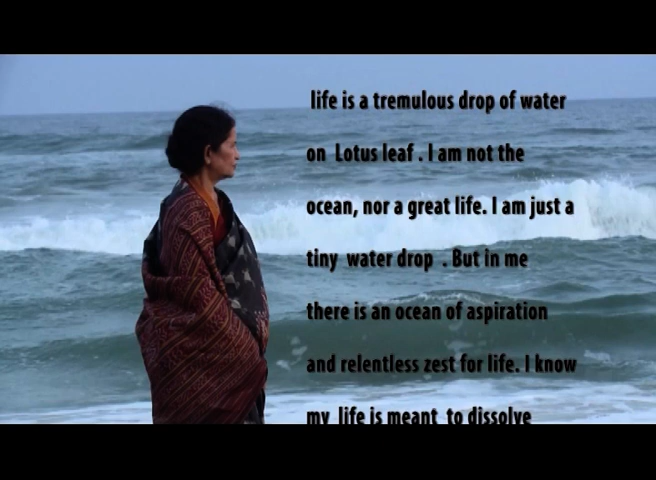 life is a tremulous drop of water
on Lotus leaf . I am not the
ocean, nor a great life. I am just a
tiny water drop . But in me
there is an ocean of aspiration
and relentless zest for life. I know
my life is meant to dissolve